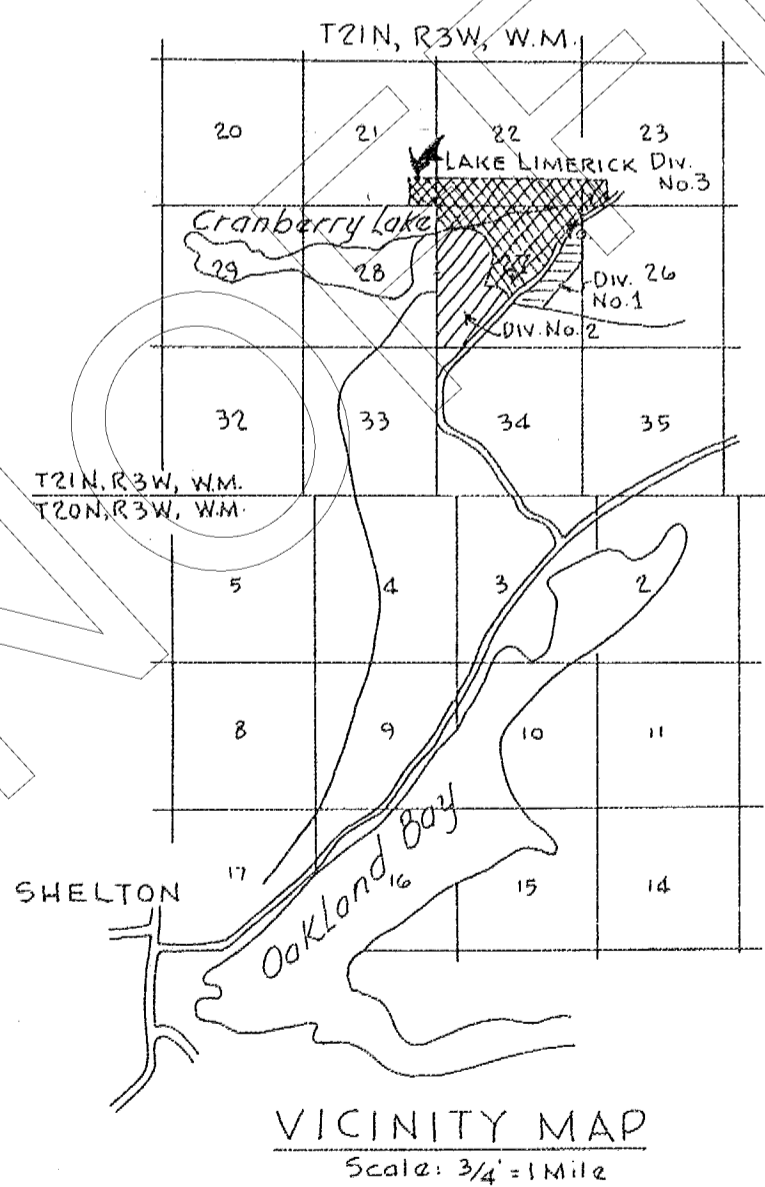 T21N, R3W, W.M.
20 21 22 23
LAKE LIMERICK DIV.
No.3
Cranberry Lake
29 28 DIV. 26
No.1
DIV. No. 2
32 33 34 35
T21N, R3W, W.M.
T20N, R3W, W.M.
5 4 3 2
8 9 10 11
Oakland Bay
17 16 15 14
SHELTON
VICINITY MAP
Scale: 3/4" = 1 Mile